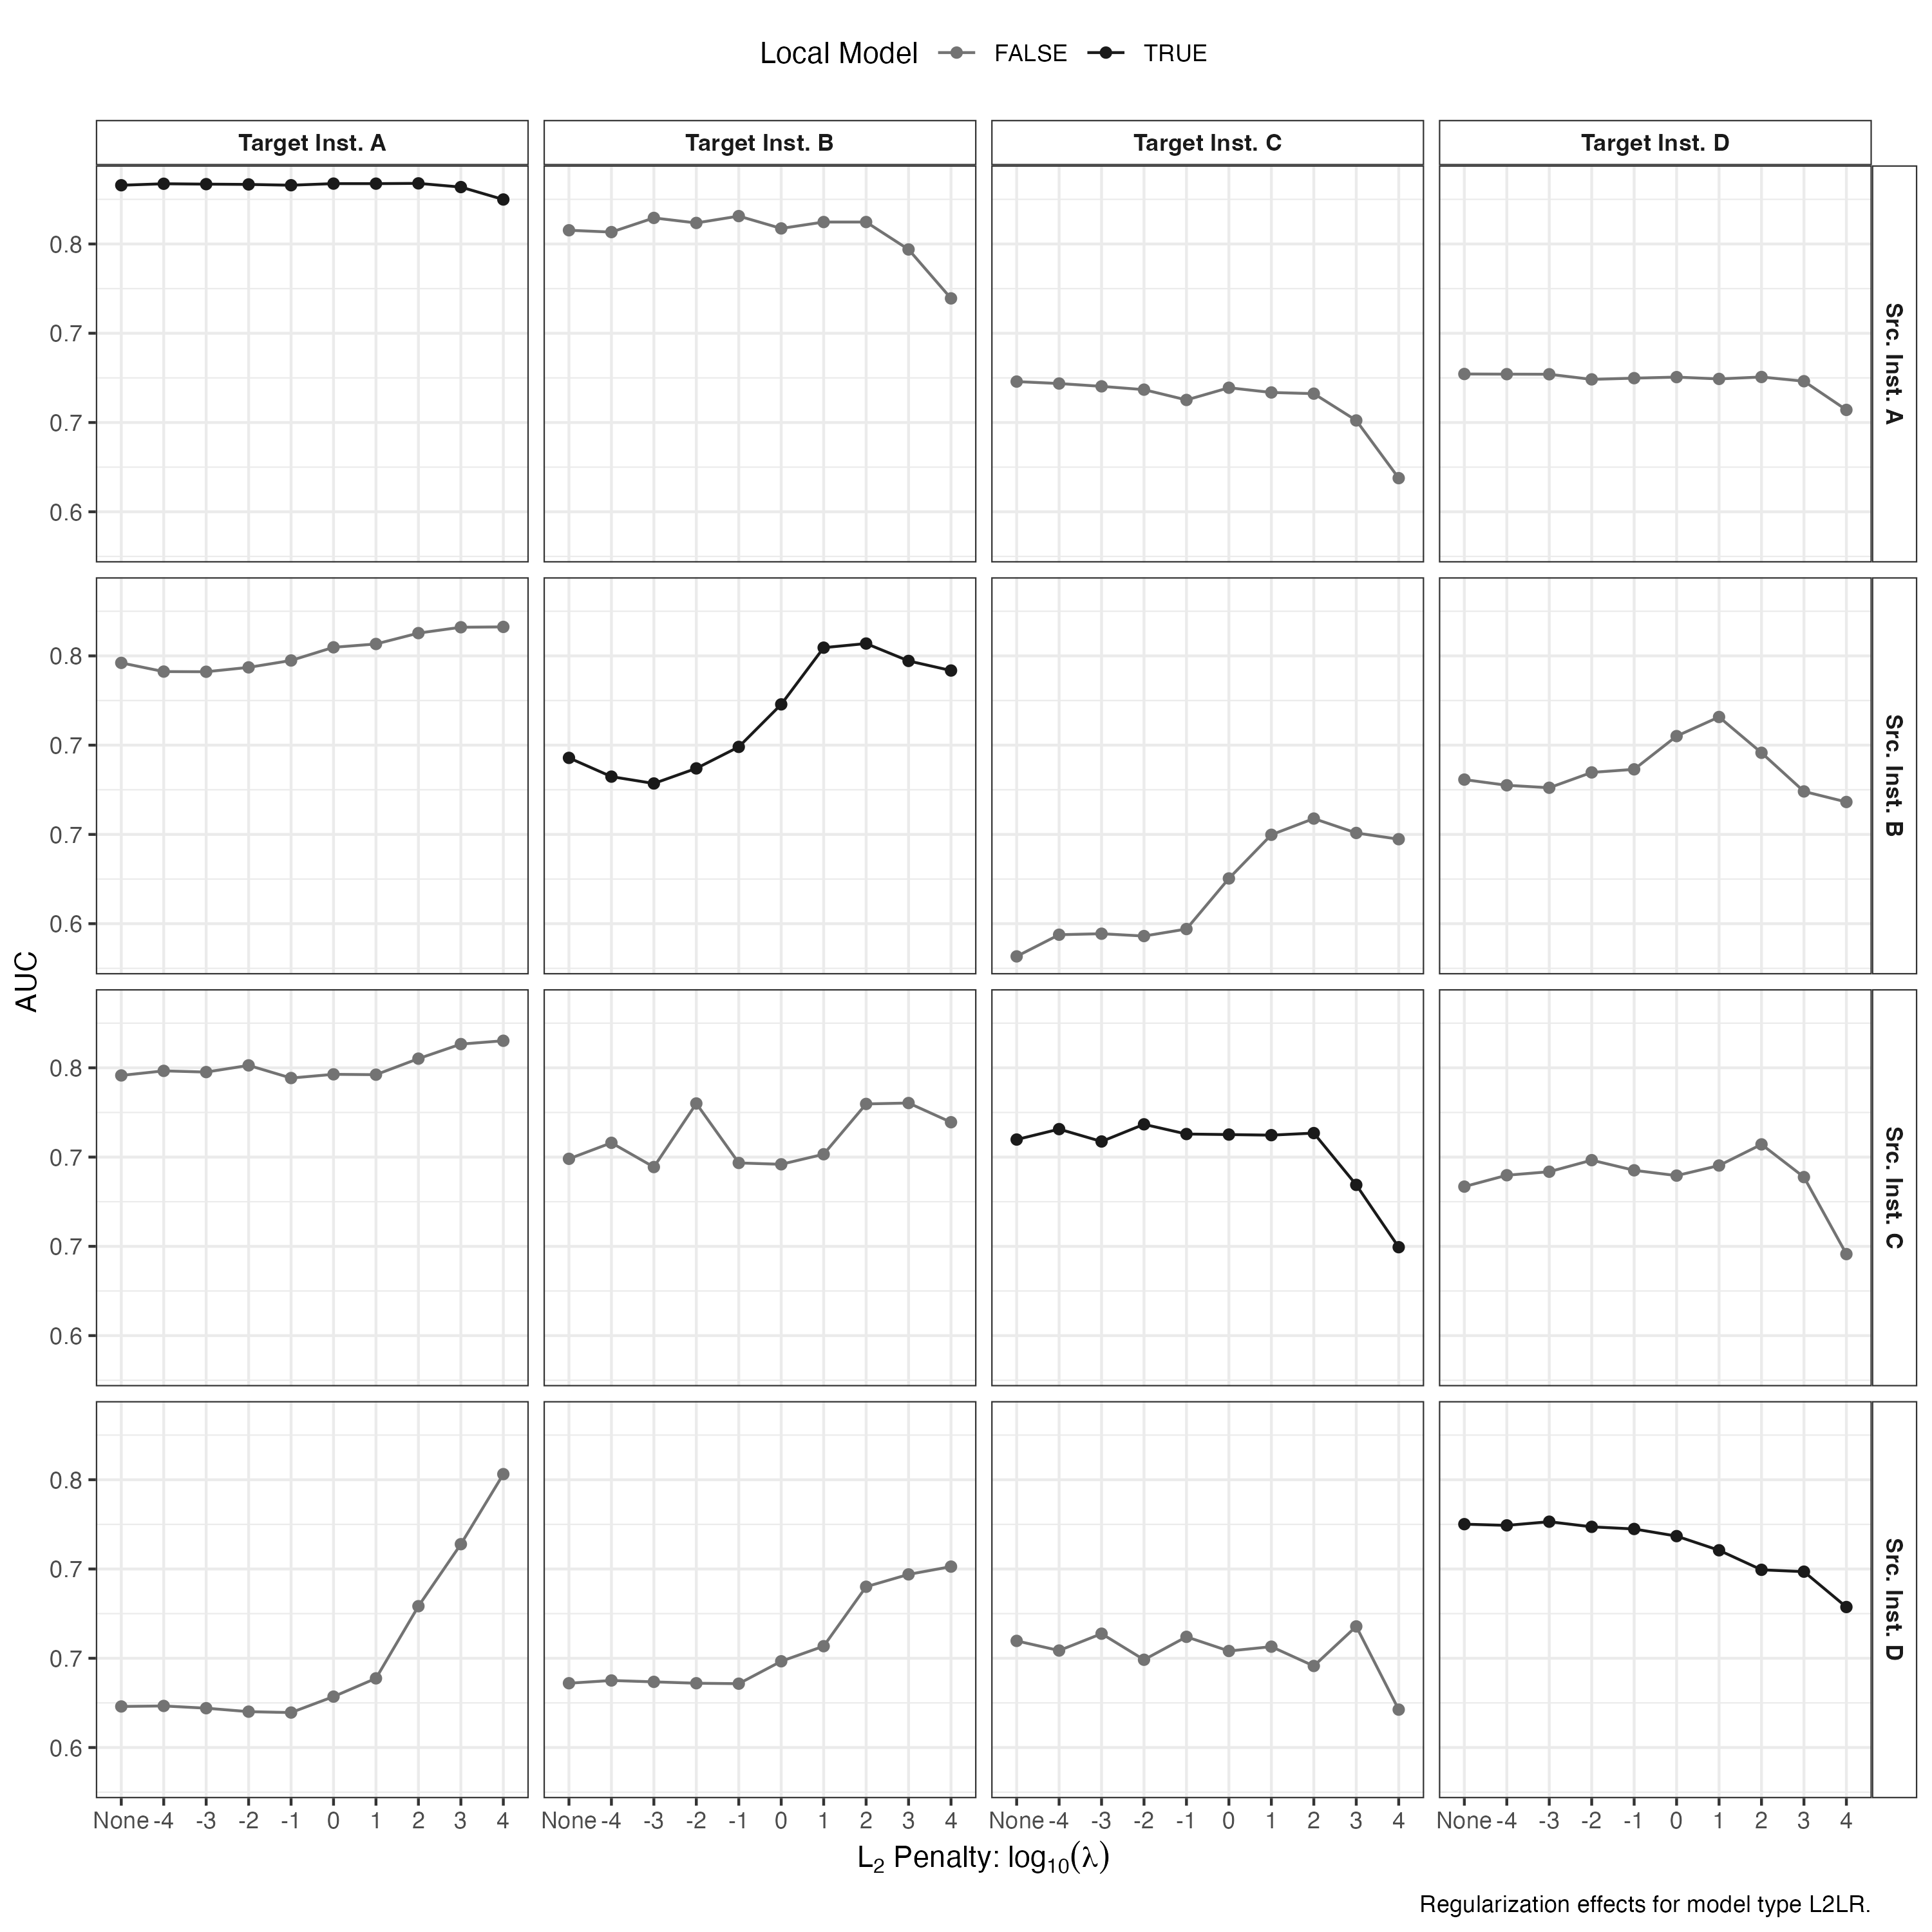 Local Model FALSE TRUE
Target Inst. A Target Inst. B Target Inst. C Target Inst. D
0.8
0.7
0.7
0.6
Src. Inst. A
0.8
0.7
0.7
0.6
Src. Inst. B
AUC
0.8
0.7
0.7
0.6
Src. Inst. C
0.8
0.7
0.7
0.6
Src. Inst. D
None -4 -3 -2 -1 0 1 2 3 4 None -4 -3 -2 -1 0 1 2 3 4 None -4 -3 -2 -1 0 1 2 3 4 None -4 -3 -2 -1 0 1 2 3 4
L₂ Penalty: log₁₀(λ)
Regularization effects for model type L2LR.